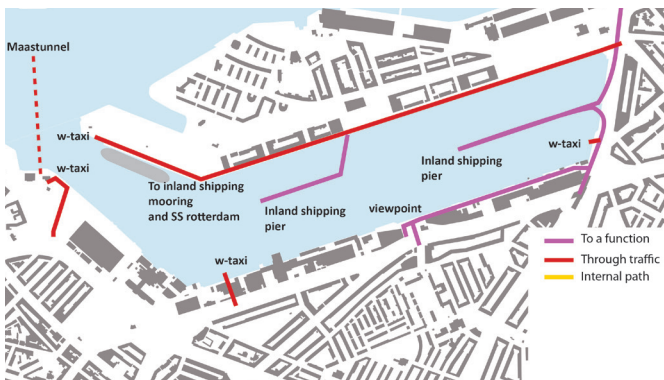 Maastunnel
w-taxi
w-taxi
w-taxi
To inland shipping
mooring
and SS rotterdam
Inland shipping
pier
Inland shipping
pier
viewpoint
w-taxi
To a function
Through traffic
Internal path